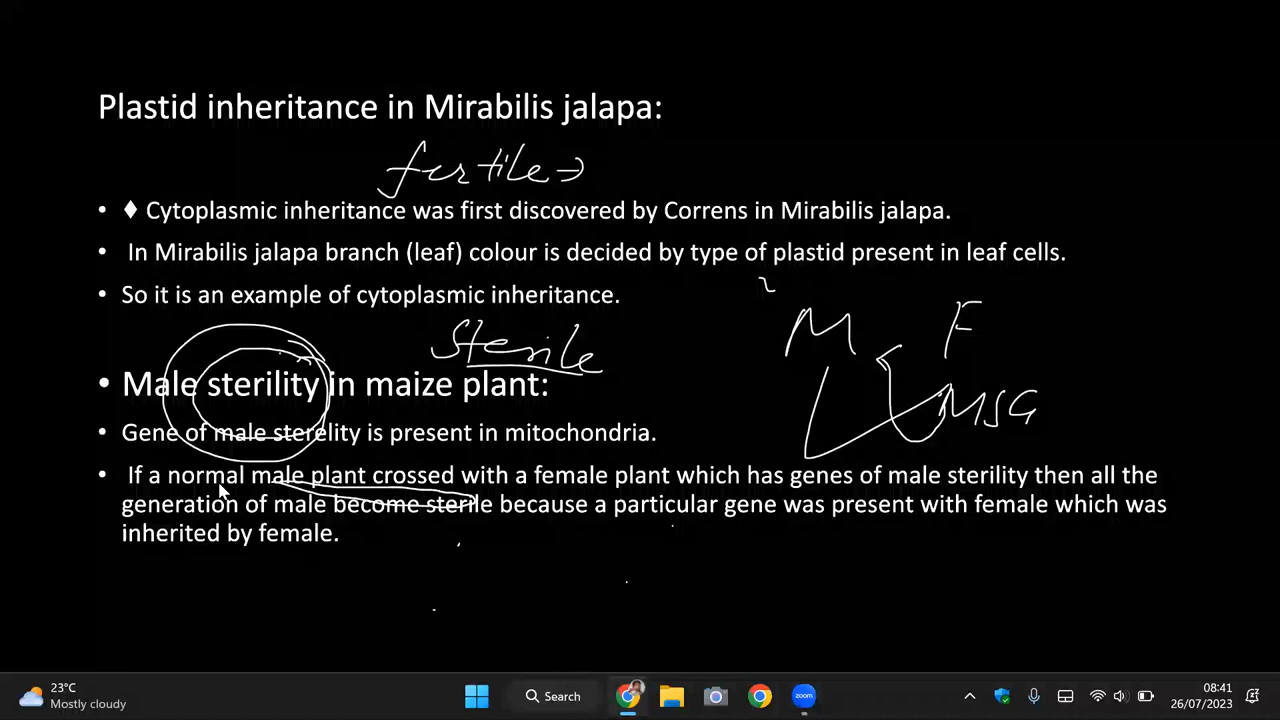 Plastid inheritance in Mirabilis jalapa:
fertile →
• ♦ Cytoplasmic inheritance was first discovered by Correns in Mirabilis jalapa.
• In Mirabilis jalapa branch (leaf) colour is decided by type of plastid present in leaf cells.
• So it is an example of cytoplasmic inheritance.
M F
Sterile
• Male sterility in maize plant:
MSG
• Gene of male sterelity is present in mitochondria.
• If a normal male plant crossed with a female plant which has genes of male sterility then all the
generation of male become sterile because a particular gene was present with female which was
inherited by female.
23°C
Mostly cloudy
Search
zoom
08:41
26/07/2023